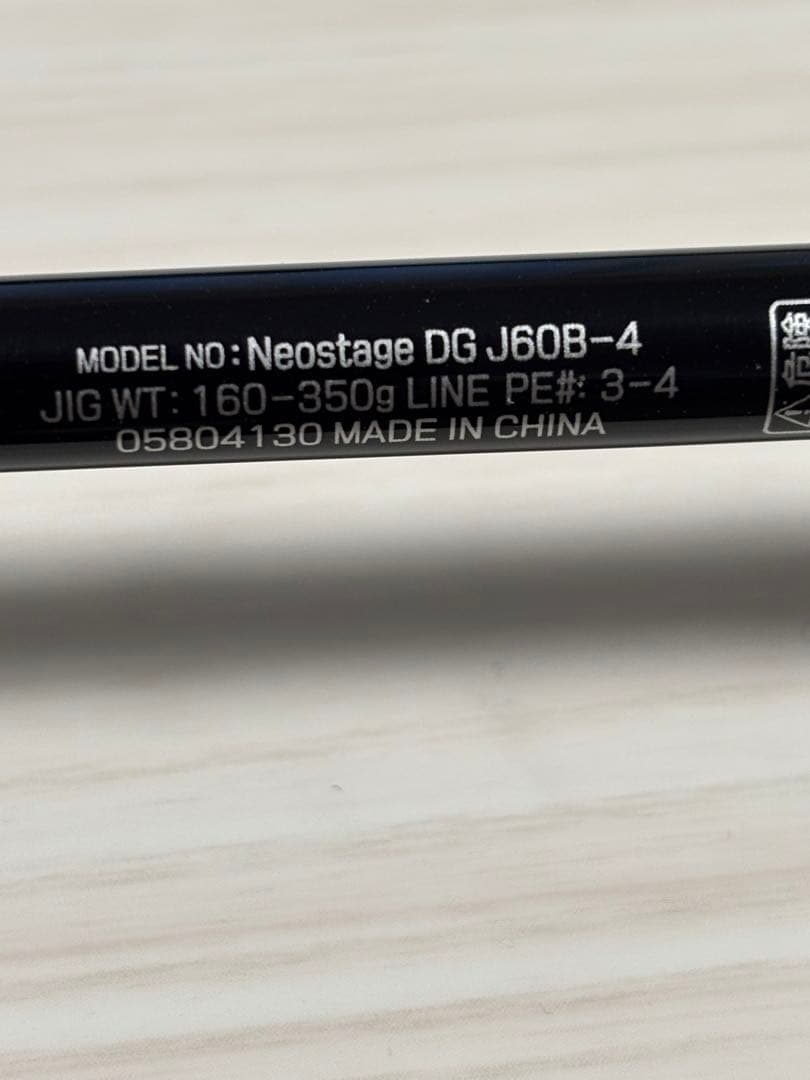 MODEL NO:Neostage DG J60B-4
JIG WT: 160-350g LINE PE#: 3-4
05804130 MADE IN CHINA